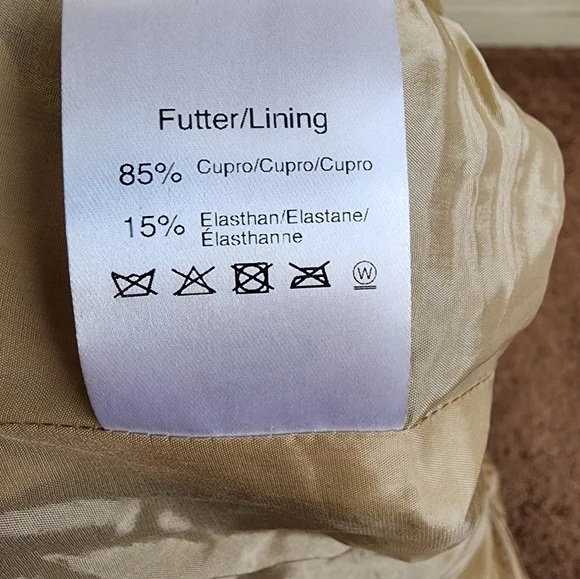 Futter/Lining
85% Cupro/Cupro/Cupro
15% Elasthan/Elastane/
Élasthanne
W